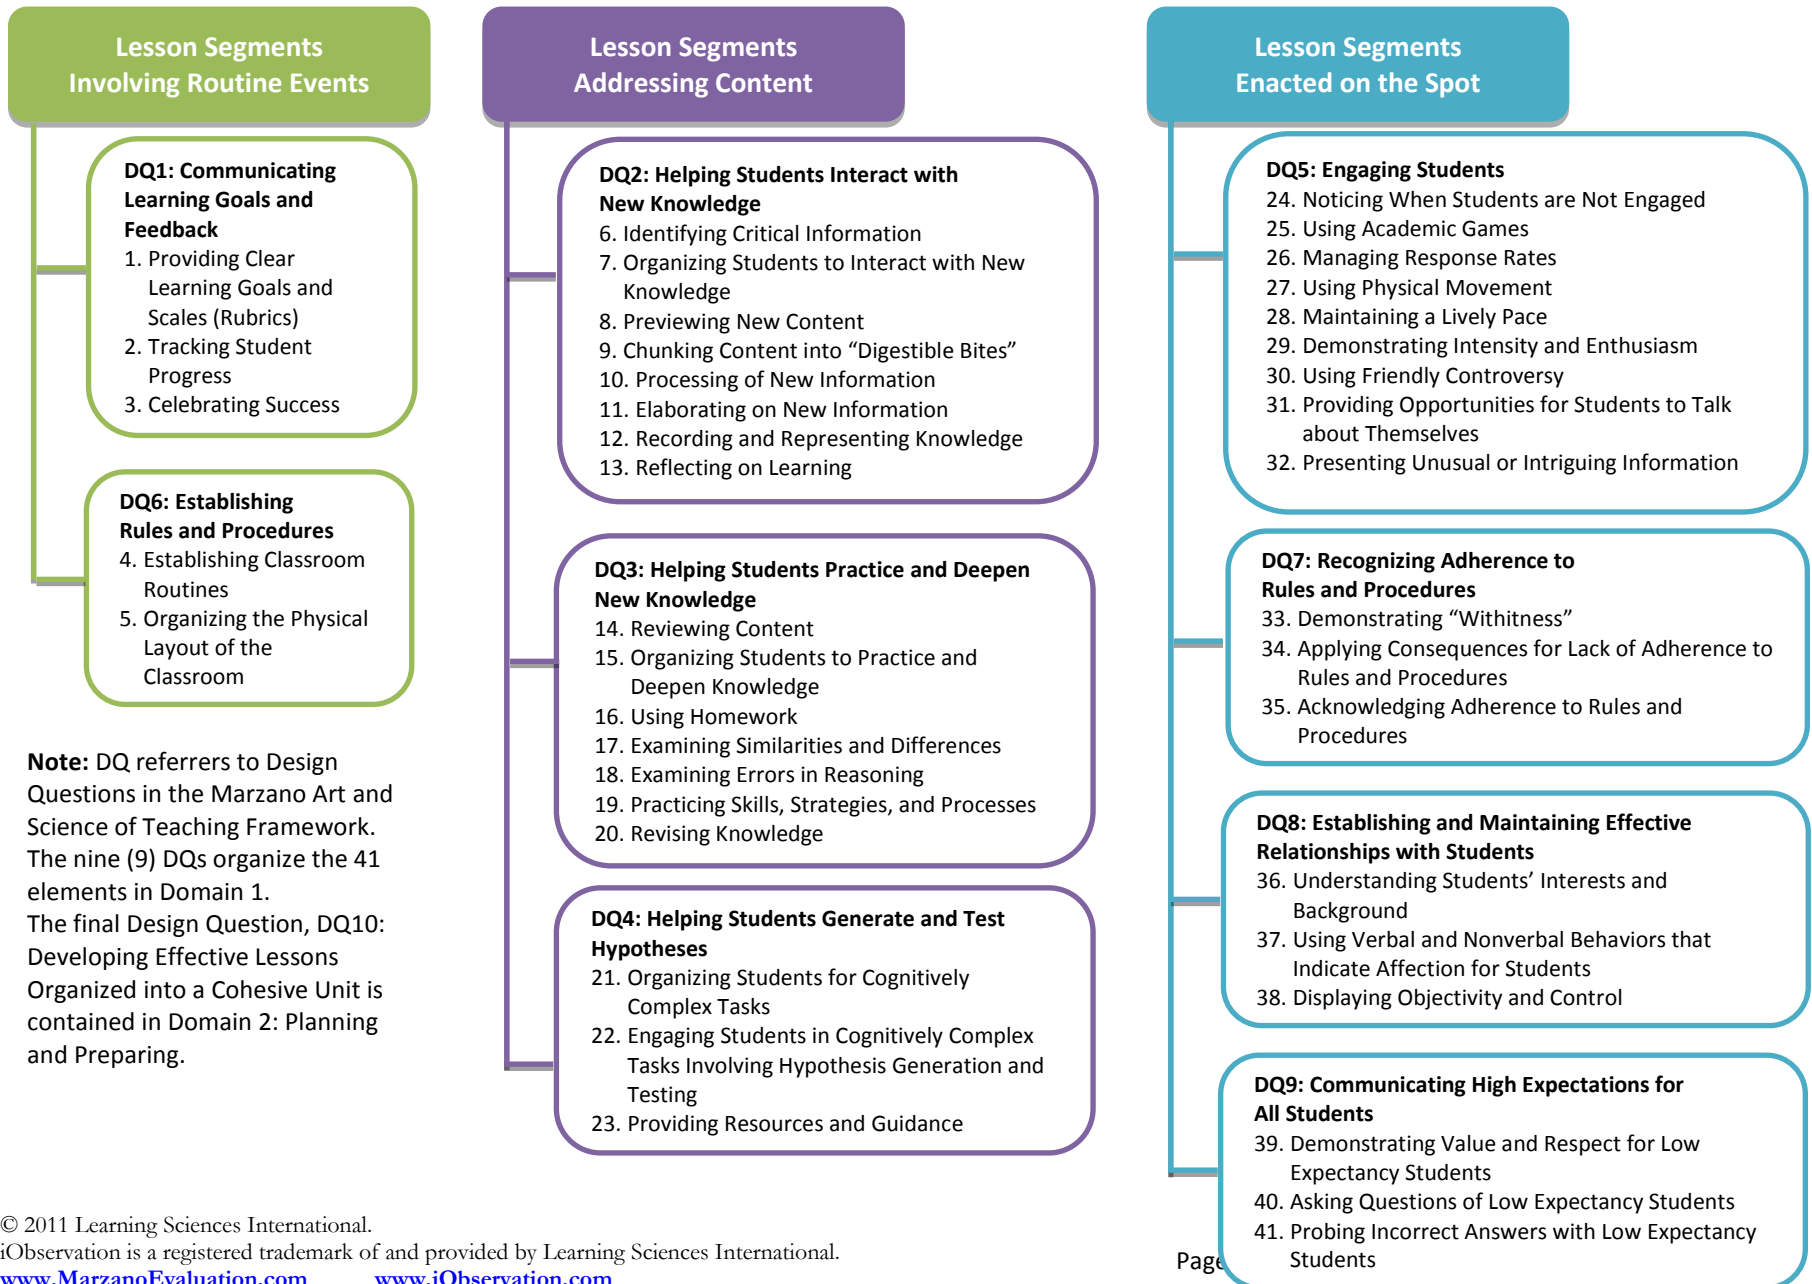 Lesson Segments
Involving Routine Events
DQ1: Communicating
Learning Goals and
Feedback
1. Providing Clear
Learning Goals and
Scales (Rubrics)
2. Tracking Student
Progress
3. Celebrating Success
DQ6: Establishing
Rules and Procedures
4. Establishing Classroom
Routines
5. Organizing the Physical
Layout of the
Classroom
Note: DQ referrers to Design
Questions in the Marzano Art and
Science of Teaching Framework.
The nine (9) DQs organize the 41
elements in Domain 1.
The final Design Question, DQ10:
Developing Effective Lessons
Organized into a Cohesive Unit is
contained in Domain 2: Planning
and Preparing.
Lesson Segments
Addressing Content
DQ2: Helping Students Interact with
New Knowledge
6. Identifying Critical Information
7. Organizing Students to Interact with New
Knowledge
8. Previewing New Content
9. Chunking Content into “Digestible Bites”
10. Processing of New Information
11. Elaborating on New Information
12. Recording and Representing Knowledge
13. Reflecting on Learning
DQ3: Helping Students Practice and Deepen
New Knowledge
14. Reviewing Content
15. Organizing Students to Practice and
Deepen Knowledge
16. Using Homework
17. Examining Similarities and Differences
18. Examining Errors in Reasoning
19. Practicing Skills, Strategies, and Processes
20. Revising Knowledge
DQ4: Helping Students Generate and Test
Hypotheses
21. Organizing Students for Cognitively
Complex Tasks
22. Engaging Students in Cognitively Complex
Tasks Involving Hypothesis Generation and
Testing
23. Providing Resources and Guidance
Lesson Segments
Enacted on the Spot
DQ5: Engaging Students
24. Noticing When Students are Not Engaged
25. Using Academic Games
26. Managing Response Rates
27. Using Physical Movement
28. Maintaining a Lively Pace
29. Demonstrating Intensity and Enthusiasm
30. Using Friendly Controversy
31. Providing Opportunities for Students to Talk
about Themselves
32. Presenting Unusual or Intriguing Information
DQ7: Recognizing Adherence to
Rules and Procedures
33. Demonstrating “Withitness”
34. Applying Consequences for Lack of Adherence to
Rules and Procedures
35. Acknowledging Adherence to Rules and
Procedures
DQ8: Establishing and Maintaining Effective
Relationships with Students
36. Understanding Students’ Interests and
Background
37. Using Verbal and Nonverbal Behaviors that
Indicate Affection for Students
38. Displaying Objectivity and Control
DQ9: Communicating High Expectations for
All Students
39. Demonstrating Value and Respect for Low
Expectancy Students
40. Asking Questions of Low Expectancy Students
41. Probing Incorrect Answers with Low Expectancy
Students
© 2011 Learning Sciences International.
iObservation is a registered trademark of and provided by Learning Sciences International.
www.MarzanoEvaluation.com www.iObservation.com
Page